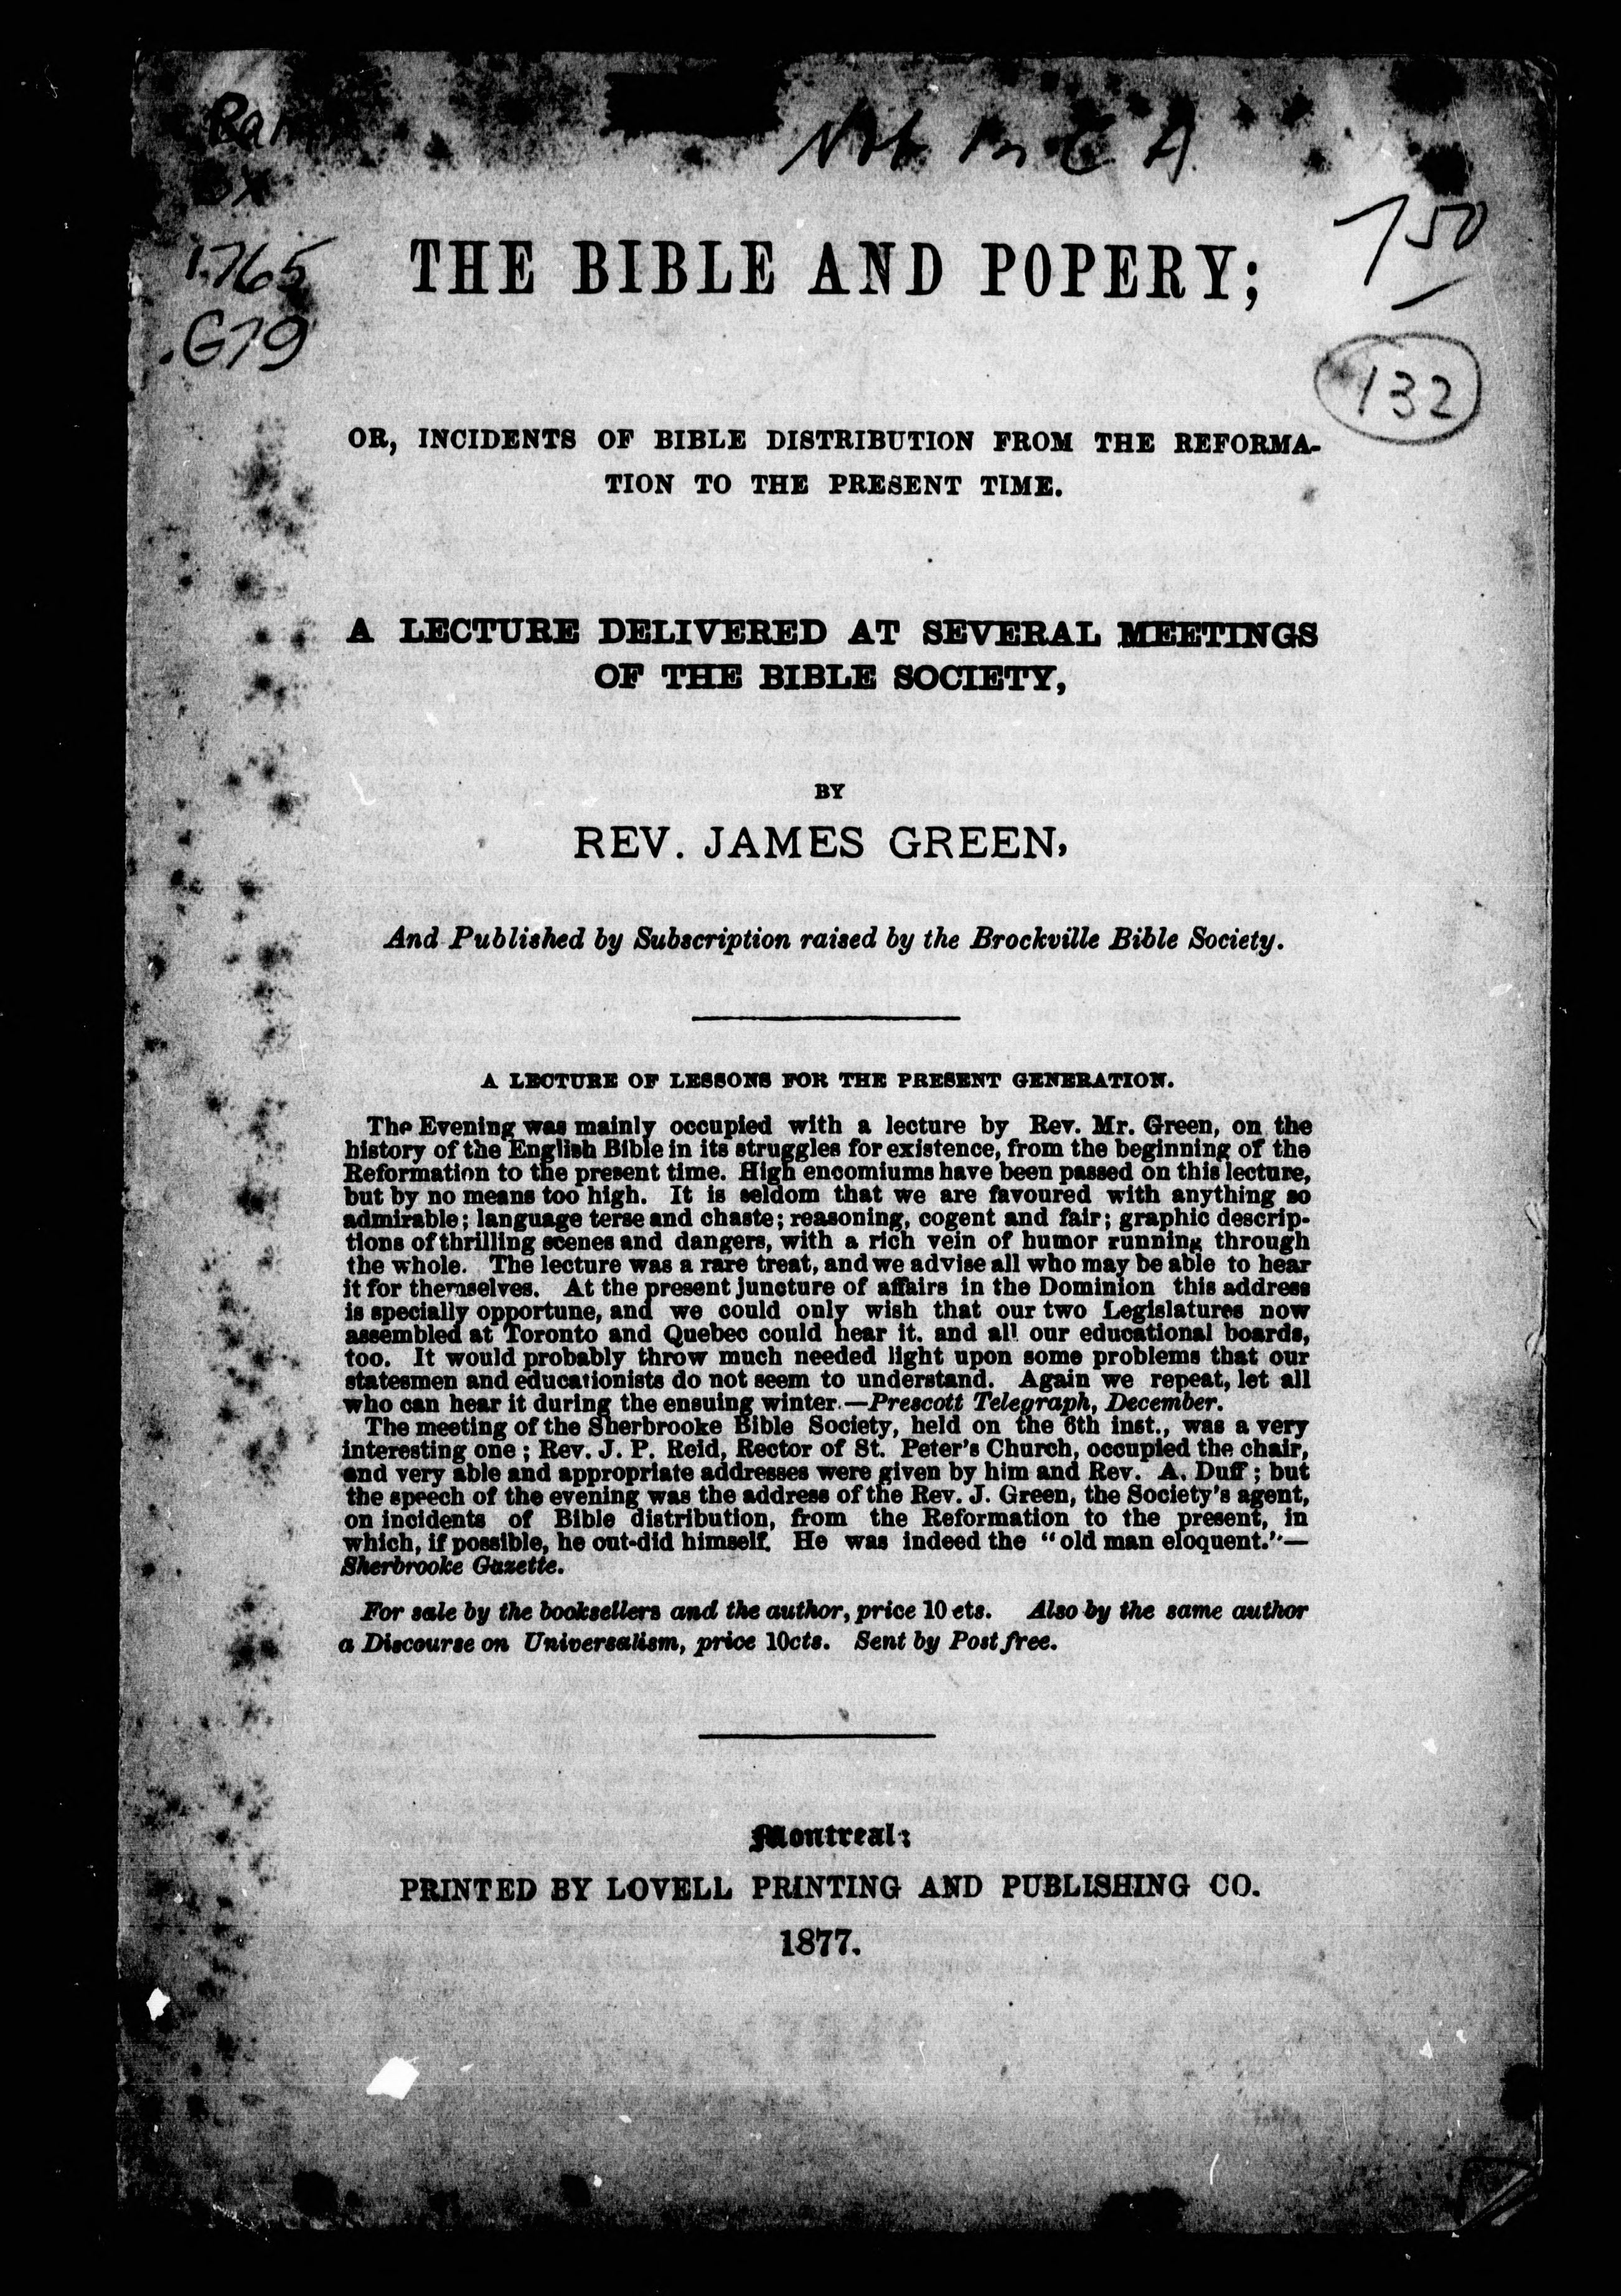 Not in C A
BX
1765
.G79
750
132
THE BIBLE AND POPERY;
OR, INCIDENTS OF BIBLE DISTRIBUTION FROM THE REFORMA-
TION TO THE PRESENT TIME.
A LECTURE DELIVERED AT SEVERAL MEETINGS
OF THE BIBLE SOCIETY,
BY
REV. JAMES GREEN,
And Published by Subscription raised by the Brockville Bible Society.
A LECTURE OF LESSONS FOR THE PRESENT GENERATION.
The Evening was mainly occupied with a lecture by Rev. Mr. Green, on the
history of the English Bible in its struggles for existence, from the beginning of the
Reformation to the present time. High encomiums have been passed on this lecture,
but by no means too high. It is seldom that we are favoured with anything so
admirable; language terse and chaste; reasoning, cogent and fair; graphic descrip-
tions of thrilling scenes and dangers, with a rich vein of humor running through
the whole. The lecture was a rare treat, and we advise all who may be able to hear
it for themselves. At the present juncture of affairs in the Dominion this address
is specially opportune, and we could only wish that our two Legislatures now
assembled at Toronto and Quebec could hear it. and all our educational boards,
too. It would probably throw much needed light upon some problems that our
statesmen and educationists do not seem to understand. Again we repeat, let all
who can hear it during the ensuing winter.—Prescott Telegraph, December.
The meeting of the Sherbrooke Bible Society, held on the 6th inst., was a very
interesting one; Rev. J. P. Reid, Rector of St. Peter's Church, occupied the chair,
and very able and appropriate addresses were given by him and Rev. A. Duff; but
the speech of the evening was the address of the Rev. J. Green, the Society's agent,
on incidents of Bible distribution, from the Reformation to the present, in
which, if possible, he out-did himself. He was indeed the "old man eloquent."—
Sherbrooke Gazette.
For sale by the booksellers and the author, price 10 cts. Also by the same author
a Discourse on Universalism, price 10cts. Sent by Post free.
Montreal:
PRINTED BY LOVELL PRINTING AND PUBLISHING CO.
1877.